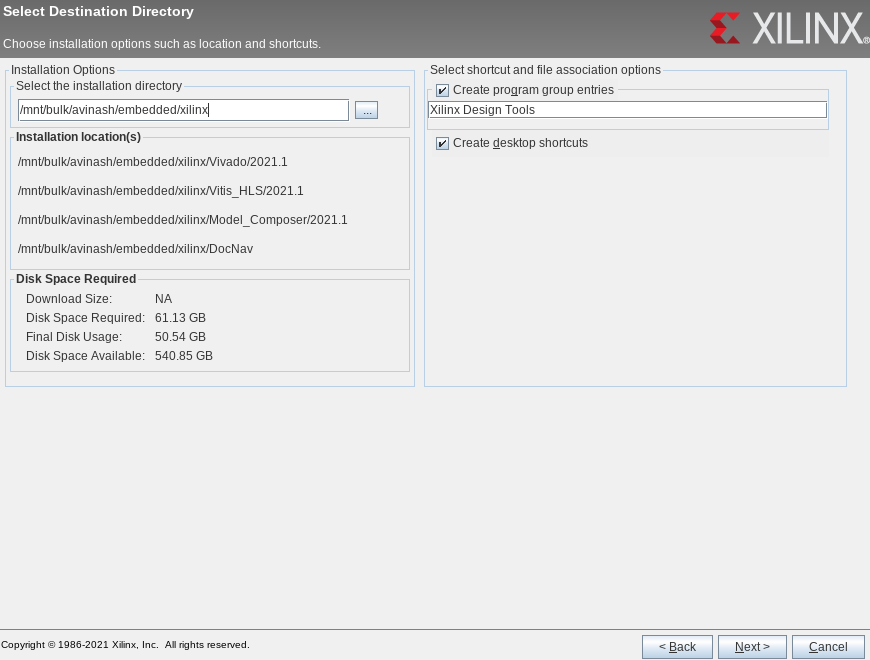 Select Destination Directory
Choose installation options such as location and shortcuts.
XILINX®
Installation Options
Select the installation directory
/mnt/bulk/avinash/embedded/xilinx
...
Installation location(s)
/mnt/bulk/avinash/embedded/xilinx/Vivado/2021.1
/mnt/bulk/avinash/embedded/xilinx/Vitis_HLS/2021.1
/mnt/bulk/avinash/embedded/xilinx/Model_Composer/2021.1
/mnt/bulk/avinash/embedded/xilinx/DocNav
Disk Space Required
Download Size: NA
Disk Space Required: 61.13 GB
Final Disk Usage: 50.54 GB
Disk Space Available: 540.85 GB
Select shortcut and file association options
Create program group entries
Xilinx Design Tools
Create desktop shortcuts
Copyright © 1986-2021 Xilinx, Inc. All rights reserved.
< Back
Next >
Cancel